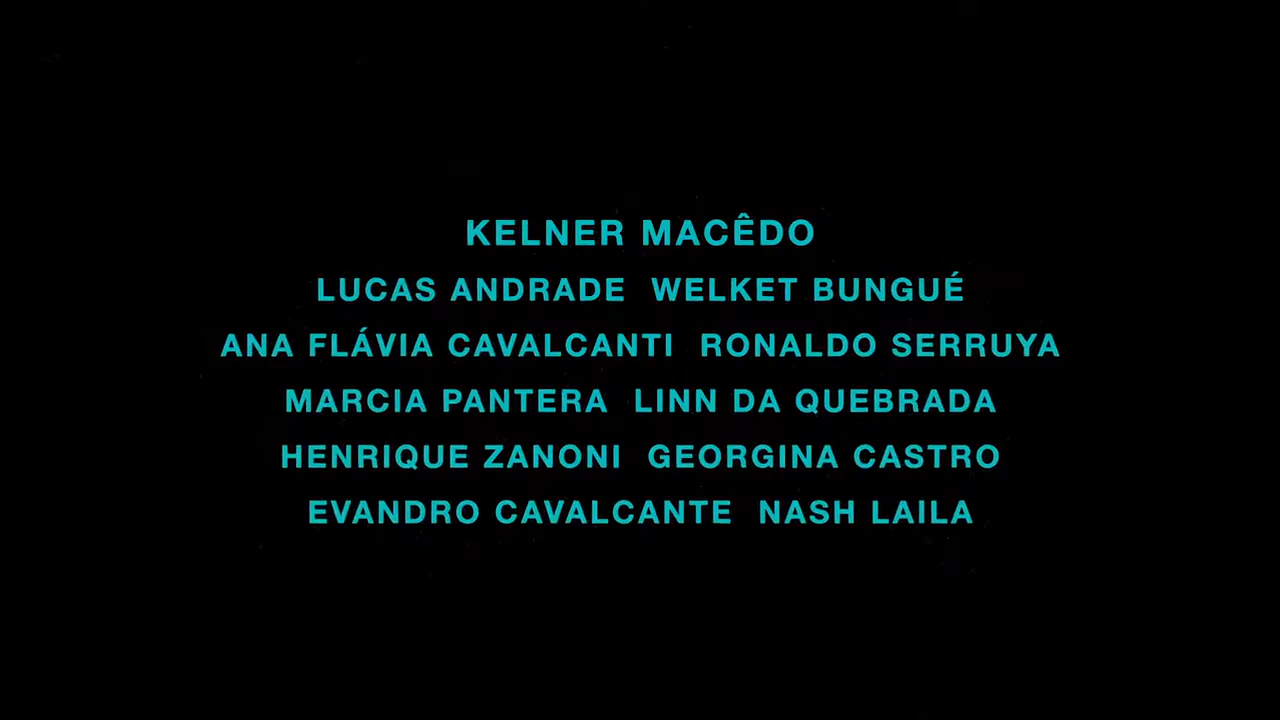 KELNER MACÊDO
LUCAS ANDRADE WELKET BUNGUÉ
ANA FLÁVIA CAVALCANTI RONALDO SERRUYA
MARCIA PANTERA LINN DA QUEBRADA
HENRIQUE ZANONI GEORGINA CASTRO
EVANDRO CAVALCANTE NASH LAILA